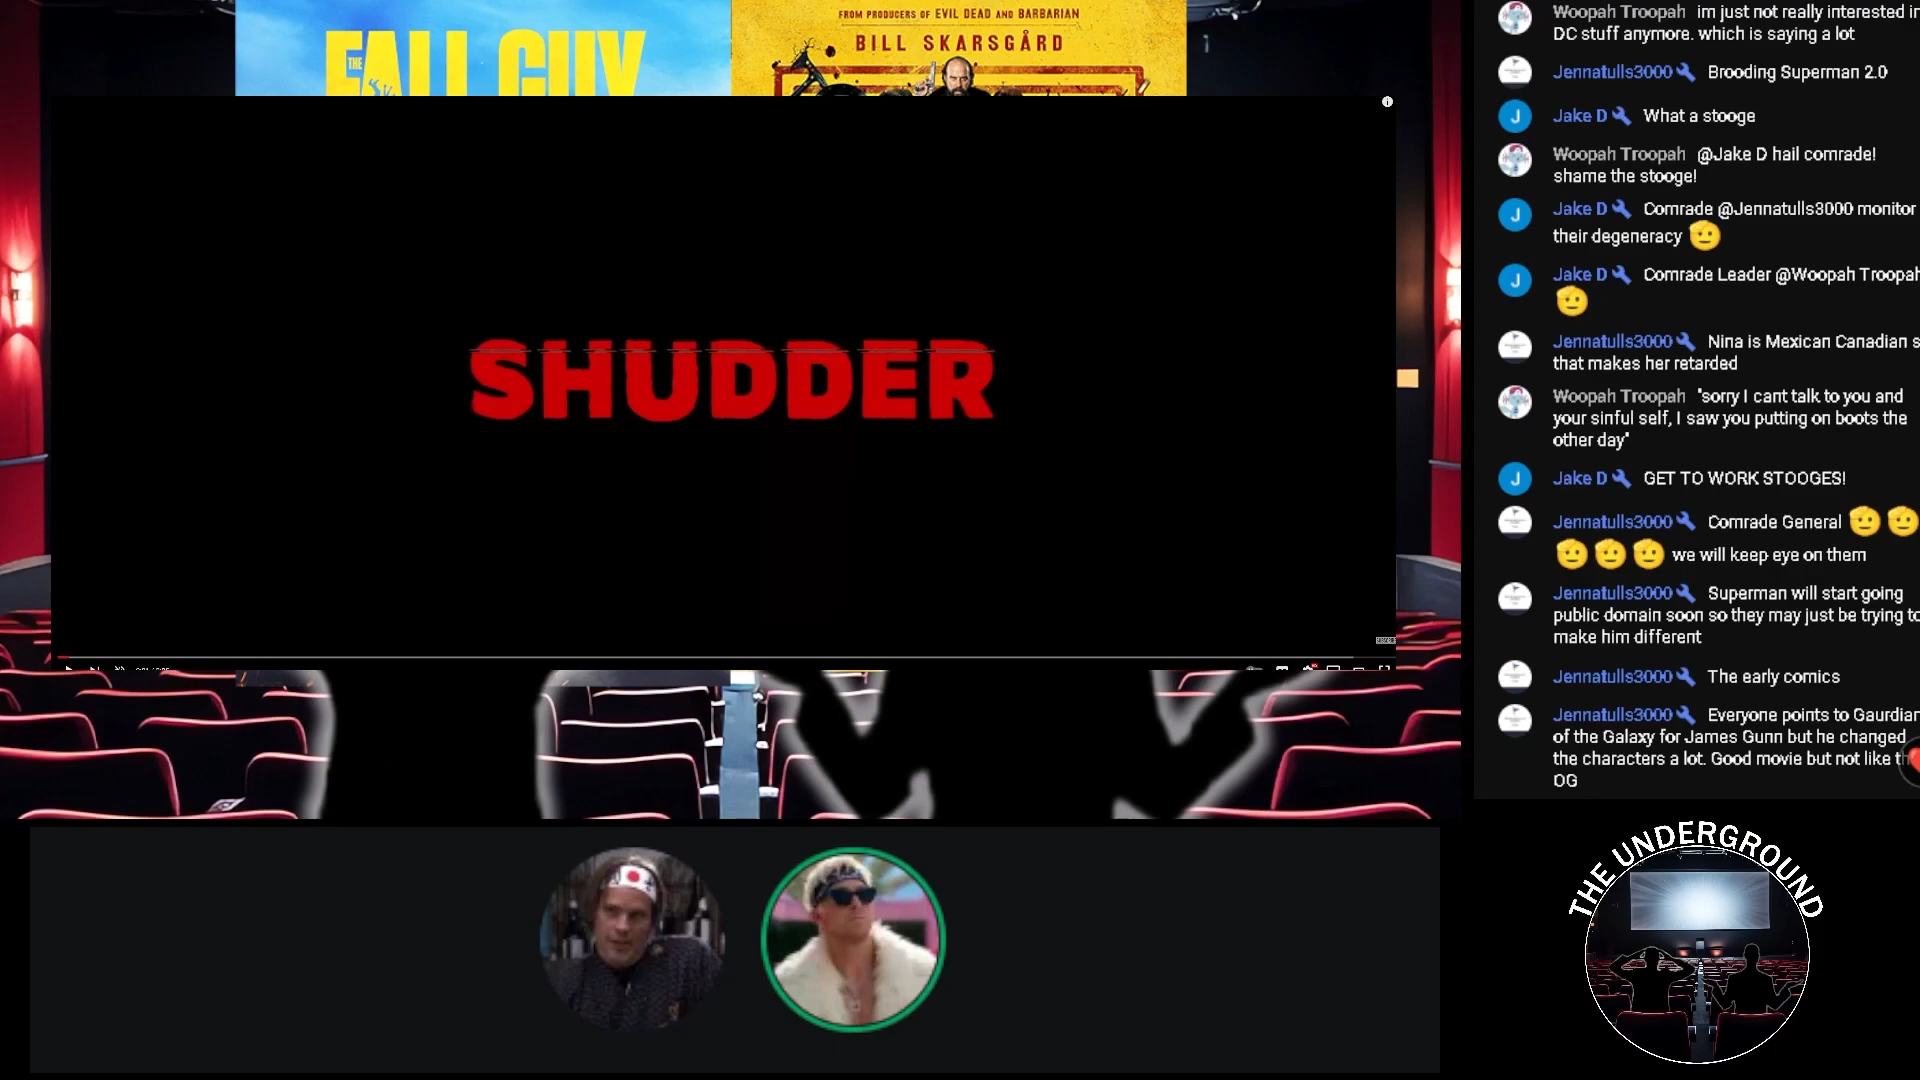 THE
FALL GUY
FROM PRODUCERS OF EVIL DEAD AND BARBARIAN
BILL SKARSGÅRD
SHUDDER
Woopah Troopah im just not really interested in
DC stuff anymore. which is saying a lot
Jennatulls3000 Brooding Superman 2.0
J
Jake D What a stooge
Woopah Troopah @Jake D hail comrade!
shame the stooge!
J
Jake D Comrade @Jennatulls3000 monitor
their degeneracy 🫡
J
Jake D Comrade Leader @Woopah Troopah
🫡
Jennatulls3000 Nina is Mexican Canadian s
that makes her retarded
Woopah Troopah "sorry I cant talk to you and
your sinful self, I saw you putting on boots the
other day"
J
Jake D GET TO WORK STOOGES!
Jennatulls3000 Comrade General 🫡 🫡
🫡 🫡 🫡 we will keep eye on them
Jennatulls3000 Superman will start going
public domain soon so they may just be trying to
make him different
Jennatulls3000 The early comics
Jennatulls3000 Everyone points to Gaurdian
of the Galaxy for James Gunn but he changed
the characters a lot. Good movie but not like th
OG
THE UNDERGROUND